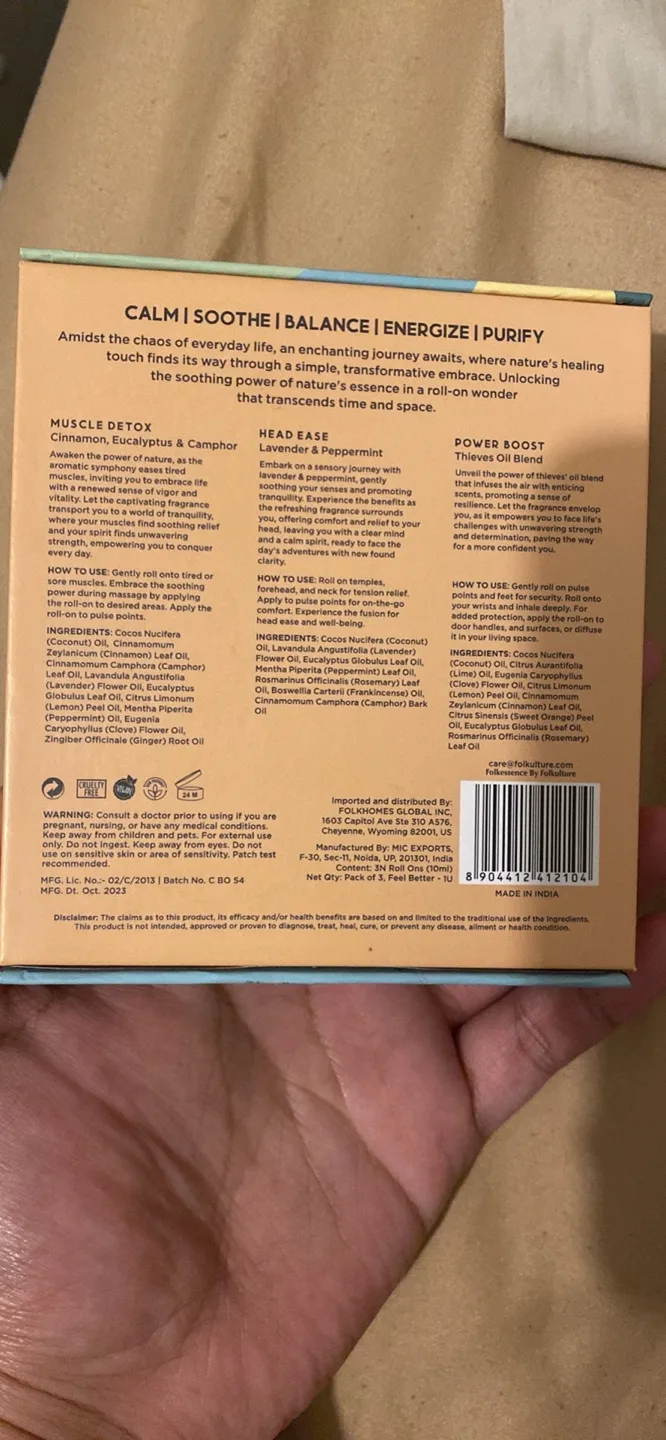 CALM | SOOTHE | BALANCE | ENERGIZE | PURIFY
Amidst the chaos of everyday life, an enchanting journey awaits, where nature's healing
touch finds its way through a simple, transformative embrace. Unlocking
the soothing power of nature's essence in a roll-on wonder
that transcends time and space.
MUSCLE DETOX
Cinnamon, Eucalyptus & Camphor
Awaken the power of nature, as the
aromatic symphony eases tired
muscles, inviting you to embrace life
with a renewed sense of vigor and
vitality. Let the captivating fragrance
transport you to a world of tranquility,
where your muscles find soothing relief
and your spirit finds unwavering
strength, empowering you to conquer
every day.
HOW TO USE: Gently roll onto tired or
sore muscles. Embrace the soothing
power during massage by applying
the roll-on to desired areas. Apply the
roll-on to pulse points.
INGREDIENTS: Cocos Nucifera
(Coconut) Oil, Cinnamomum
Zeylanicum (Cinnamon) Leaf Oil,
Cinnamomum Camphora (Camphor)
Leaf Oil, Lavandula Angustifolia
(Lavender) Flower Oil, Eucalyptus
Globulus Leaf Oil, Citrus Limonum
(Lemon) Peel Oil, Mentha Piperita
(Peppermint) Oil, Eugenia
Caryophyllus (Clove) Flower Oil,
Zingiber Officinale (Ginger) Root Oil
HEAD EASE
Lavender & Peppermint
Embark on a sensory journey with
lavender & peppermint, gently
soothing your senses and promoting
tranquility. Experience the benefits as
the refreshing fragrance surrounds
you, offering comfort and relief to your
head, leaving you with a clear mind
and a calm spirit, ready to face the
day's adventures with new found
clarity.
HOW TO USE: Roll on temples,
forehead, and neck for tension relief.
Apply to pulse points for on-the-go
comfort. Experience the fusion for
head ease and well-being.
INGREDIENTS: Cocos Nucifera (Coconut)
Oil, Lavandula Angustifolia (Lavender)
Flower Oil, Eucalyptus Globulus Leaf Oil,
Mentha Piperita (Peppermint) Leaf Oil,
Rosmarinus Officinalis (Rosemary) Leaf
Oil, Boswellia Carterii (Frankincense) Oil,
Cinnamomum Camphora (Camphor) Bark
Oil
POWER BOOST
Thieves Oil Blend
Unveil the power of thieves' oil blend
that infuses the air with enticing
scents, promoting a sense of
resilience. Let the fragrance envelop
you, as it empowers you to face life's
challenges with unwavering strength
and determination, paving the way
for a more confident you.
HOW TO USE: Gently roll on pulse
points and feet for security. Roll onto
your wrists and inhale deeply. For
added protection, apply the roll-on to
door handles, and surfaces, or diffuse
it in your living space.
INGREDIENTS: Cocos Nucifera
(Coconut) Oil, Citrus Aurantifolia
(Lime) Oil, Eugenia Caryophyllus
(Clove) Flower Oil, Citrus Limonum
(Lemon) Peel Oil, Cinnamomum
Zeylanicum (Cinnamon) Leaf Oil,
Citrus Sinensis (Sweet Orange) Peel
Oil, Eucalyptus Globulus Leaf Oil,
Rosmarinus Officinalis (Rosemary)
Leaf Oil
care@folkulture.com
Folkessence By Folkulture
CRUELTY
FREE
VEGAN
24 M
WARNING: Consult a doctor prior to using if you are
pregnant, nursing, or have any medical conditions.
Keep away from children and pets. For external use
only. Do not ingest. Keep away from eyes. Do not
use on sensitive skin or area of sensitivity. Patch test
recommended.
MFG. Lic. No.:- 02/C/2013 | Batch No. C BO 54
MFG. Dt. Oct. 2023
Imported and distributed By:
FOLKHOMES GLOBAL INC,
1603 Capitol Ave Ste 310 A576,
Cheyenne, Wyoming 82001, US
Manufactured By: MIC EXPORTS,
F-30, Sec-11, Noida, UP, 201301, India
Content: 3N Roll Ons (10ml)
Net Qty: Pack of 3, Feel Better - 1U
8 904412 412104
MADE IN INDIA
Disclaimer: The claims as to this product, its efficacy and/or health benefits are based on and limited to the traditional use of the ingredients.
This product is not intended, approved or proven to diagnose, treat, heal, cure, or prevent any disease, ailment or health condition.